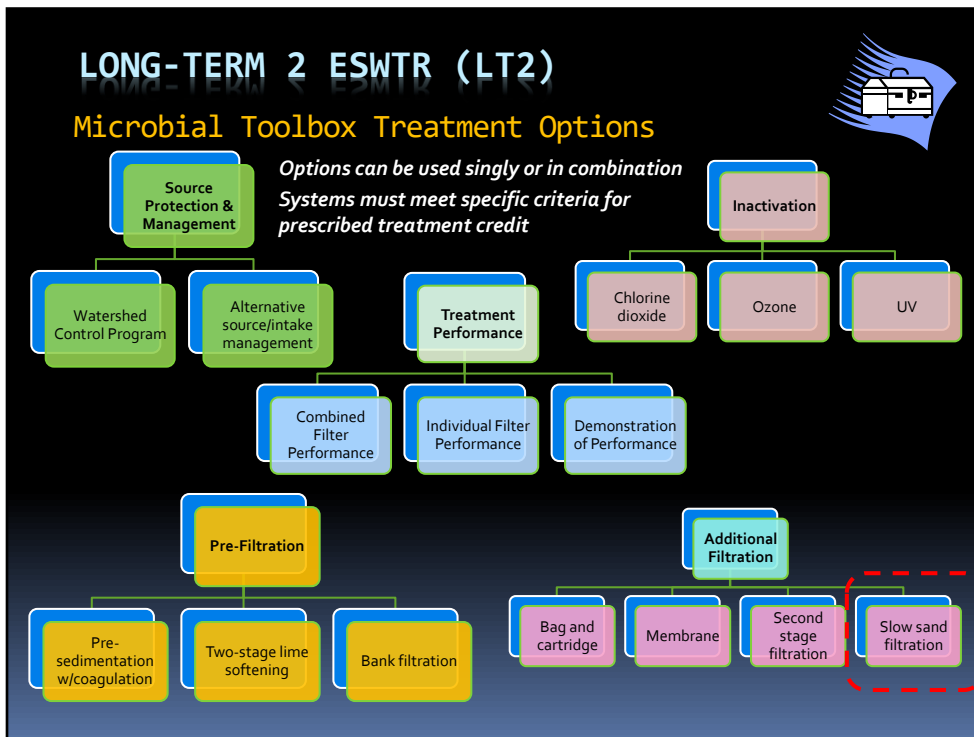 LONG-TERM 2 ESWTR (LT2)
Microbial Toolbox Treatment Options
Options can be used singly or in combination
Systems must meet specific criteria for
prescribed treatment credit
Source
Protection &
Management
Watershed
Control Program
Alternative
source/intake
management
Inactivation
Chlorine
dioxide
Ozone
UV
Treatment
Performance
Combined
Filter
Performance
Individual Filter
Performance
Demonstration
of Performance
Pre-Filtration
Pre-
sedimentation
w/coagulation
Two-stage lime
softening
Bank filtration
Additional
Filtration
Bag and
cartridge
Membrane
Second
stage
filtration
Slow sand
filtration